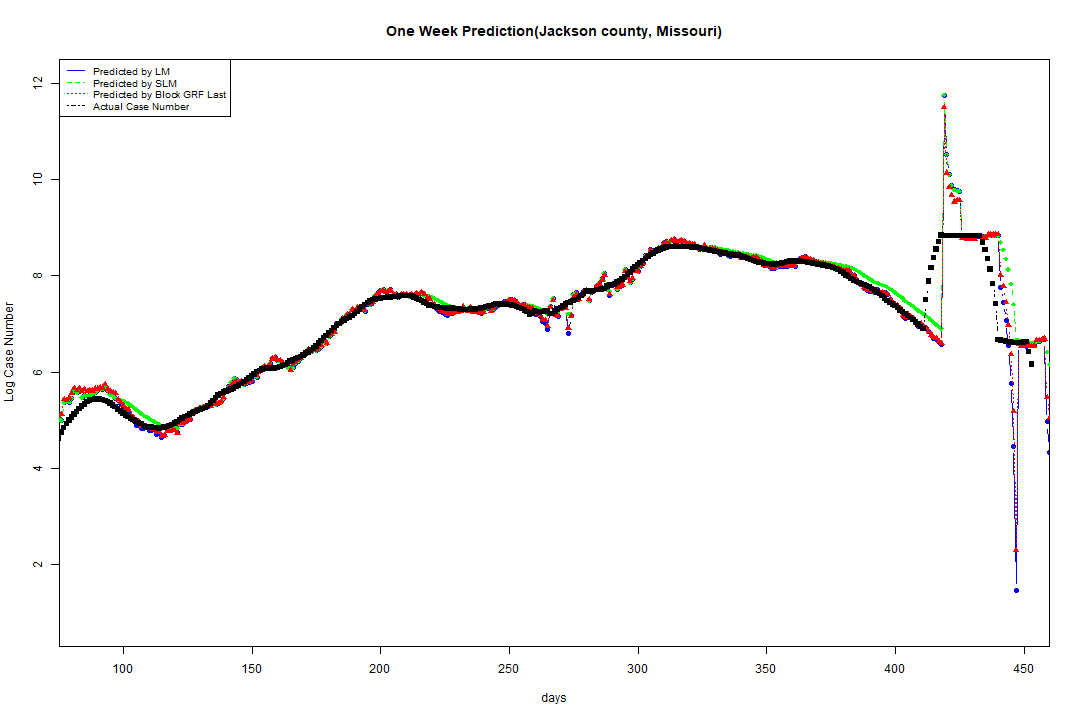 One Week Prediction(Jackson county, Missouri)
Predicted by LM
Predicted by SLM
Predicted by Block GRF Last
Actual Case Number
12
10
8
6
4
2
Log Case Number
100 150 200 250 300 350 400 450
days